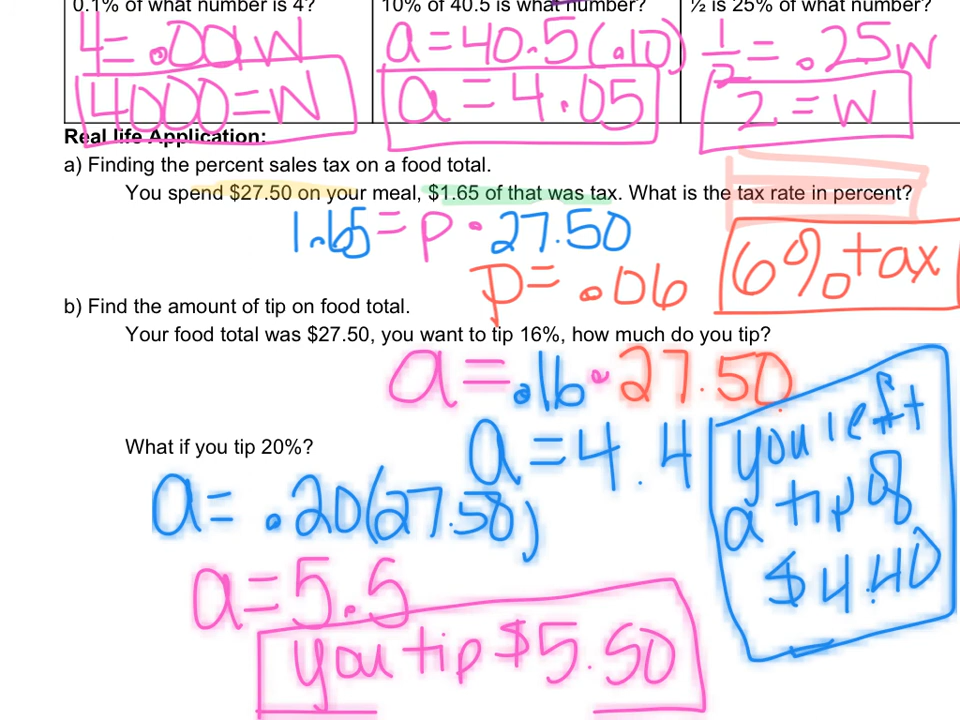 0.1% of what number is 4?
10% of 40.5 is what number?
½ is 25% of what number?
4 = .001W
4000 = W
a = 40.5(.10)
a = 4.05
1/2 = .25W
2 = W
Real life Application:
a) Finding the percent sales tax on a food total.
You spend $27.50 on your meal, $1.65 of that was tax. What is the tax rate in percent?
1.65 = p • 27.50
p = .06
6% tax
b) Find the amount of tip on food total.
Your food total was $27.50, you want to tip 16%, how much do you tip?
a = .16 • 27.50
a = 4.4
you left
a tip of
$4.40
What if you tip 20%?
a = .20(27.50)
a = 5.5
you tip $5.50